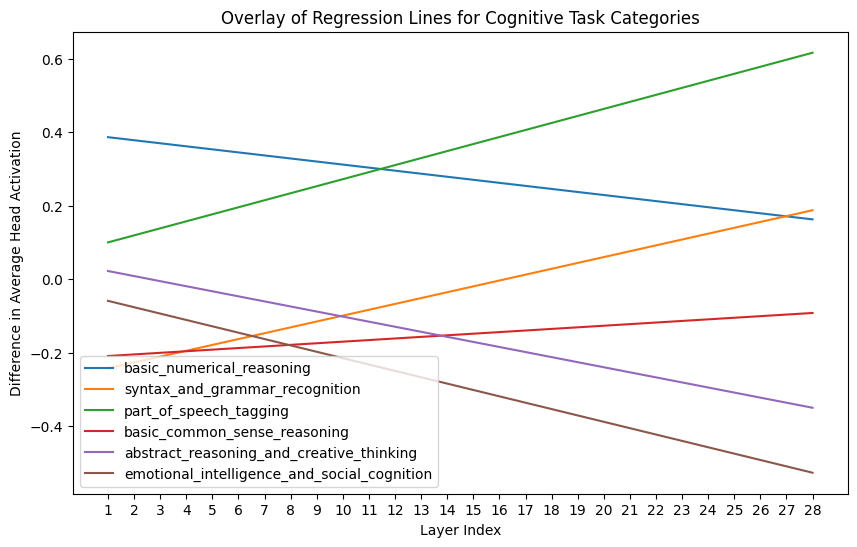 Overlay of Regression Lines for Cognitive Task Categories
Difference in Average Head Activation
0.6
0.4
0.2
0.0
−0.2
−0.4
basic_numerical_reasoning
syntax_and_grammar_recognition
part_of_speech_tagging
basic_common_sense_reasoning
abstract_reasoning_and_creative_thinking
emotional_intelligence_and_social_cognition
1 2 3 4 5 6 7 8 9 10 11 12 13 14 15 16 17 18 19 20 21 22 23 24 25 26 27 28
Layer Index